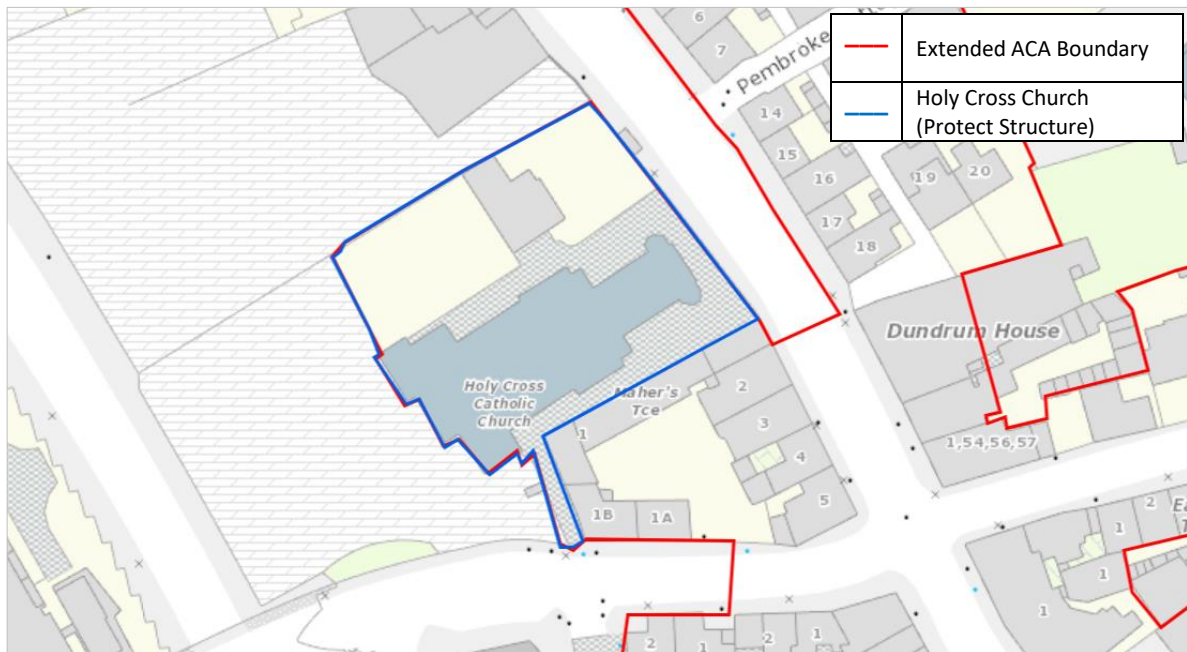 Extended ACA Boundary
Holy Cross Church
(Protect Structure)
6
7
Pembroke
14
15
16
17
18
19
20
Dundrum House
Holy Cross
Catholic
Church
Maher's
Tce
1
2
3
4
5
1B
1A
1,54,56,57
2
1
1
1
1
2
1
2
1